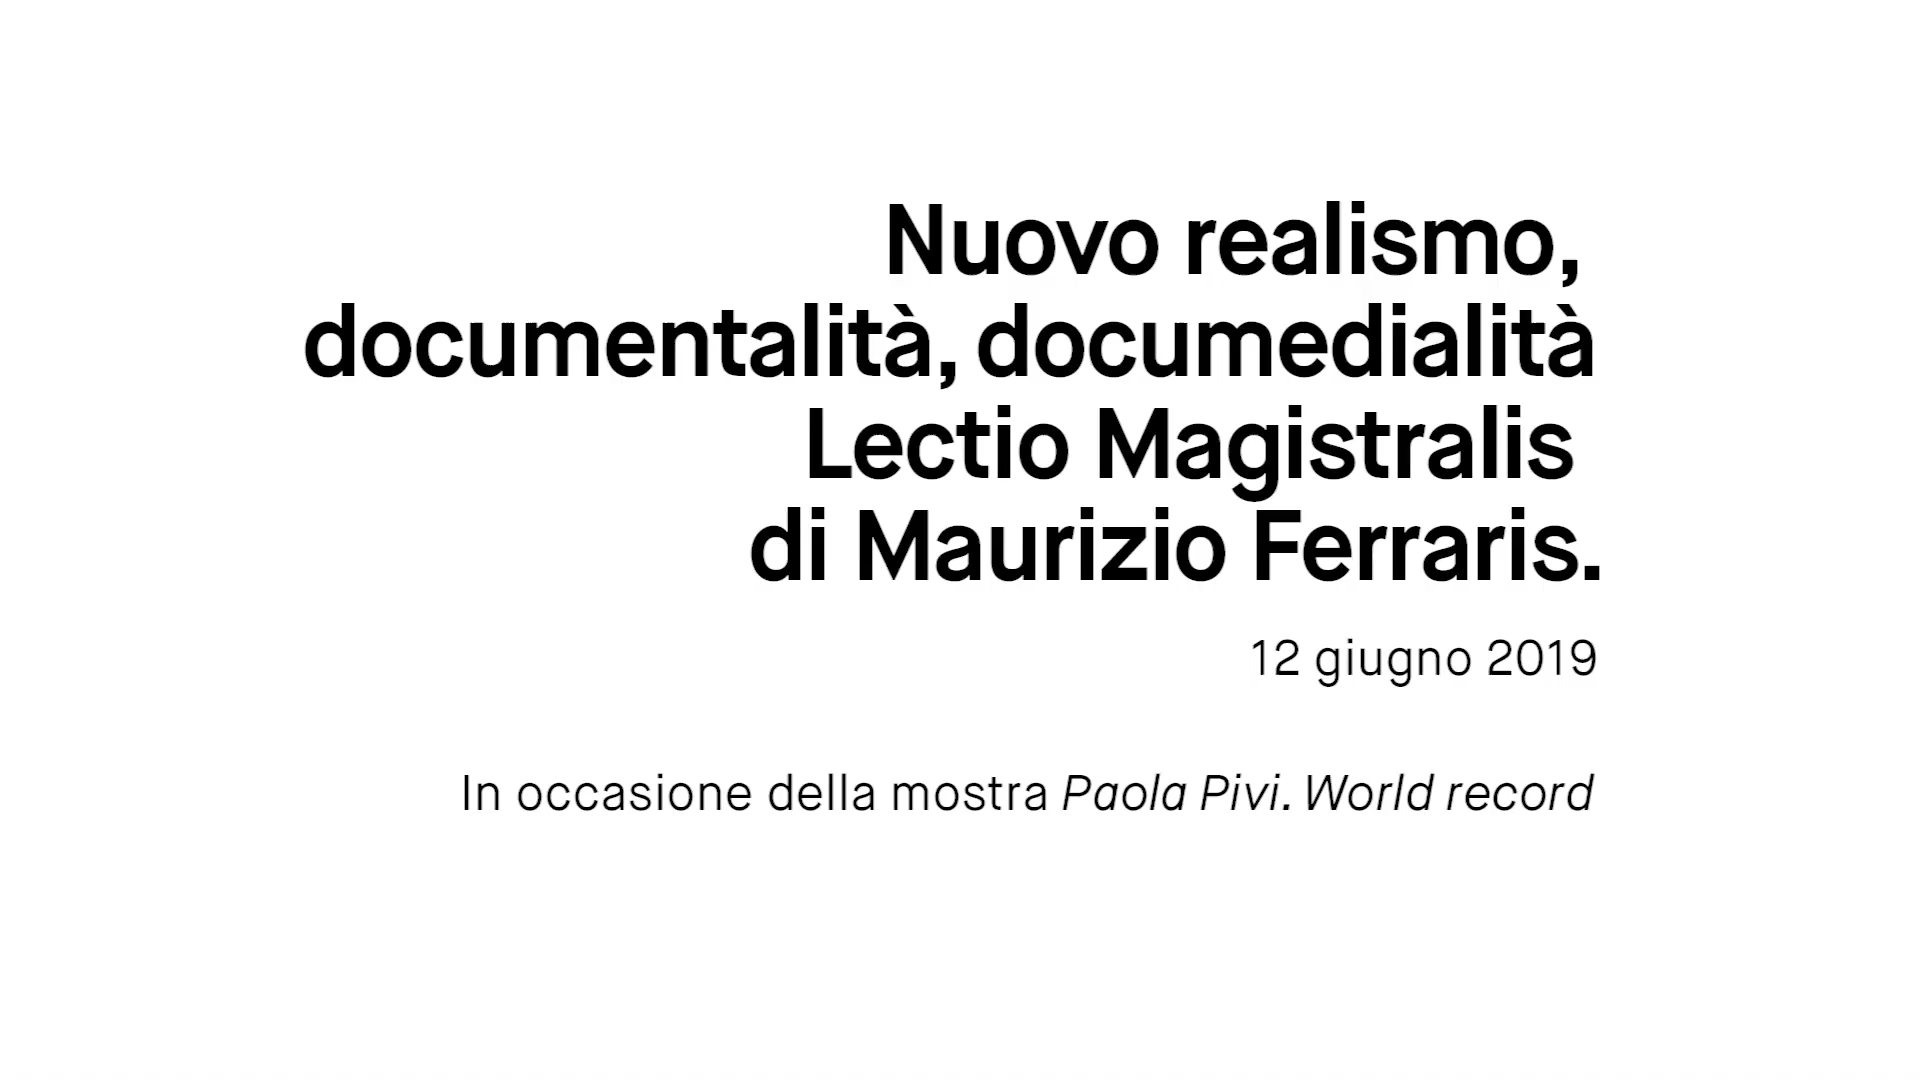 Nuovo realismo,
documentalità, documedialità
Lectio Magistralis
di Maurizio Ferraris.
12 giugno 2019
In occasione della mostra Paola Pivi. World record